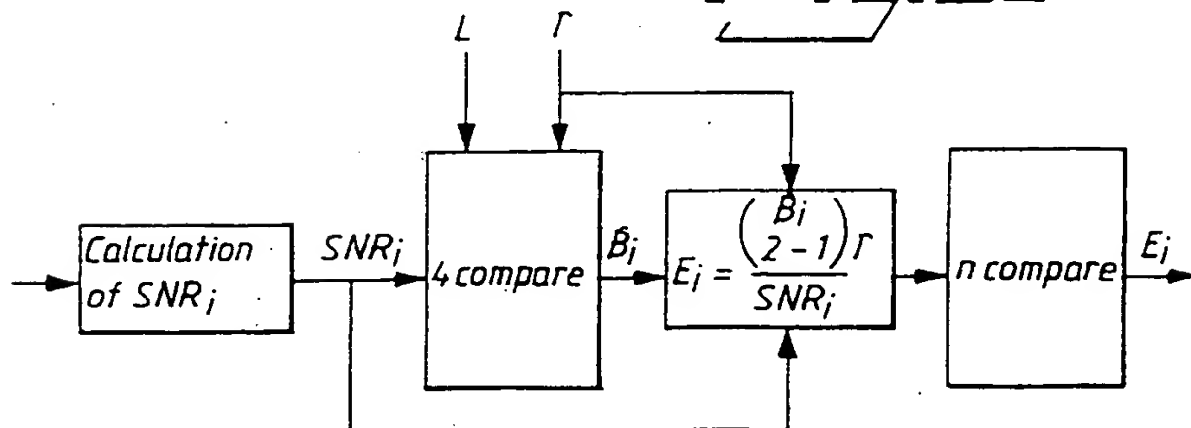 L Γ
Calculation
of SNRi
SNRi
4 compare
Bi
Ei = (2^Bi - 1) Γ
SNRi
n compare
Ei